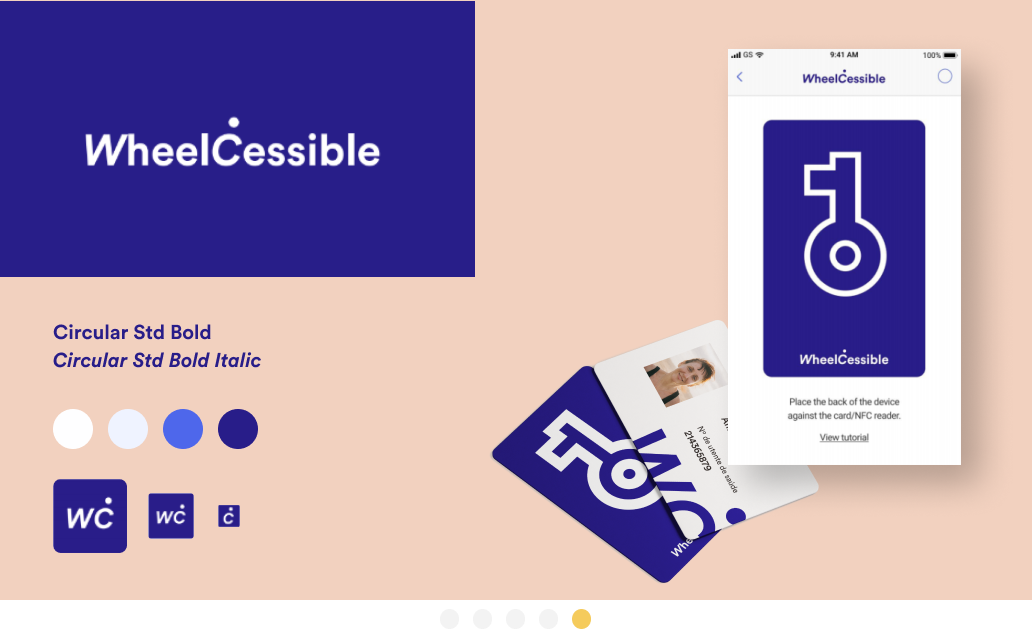 WheelCessible
Circular Std Bold
Circular Std Bold Italic
WC
WC
C
GS
9:41 AM
100%
WheelCessible
WheelCessible
Place the back of the device
against the card/NFC reader.
View tutorial
Nº de utente de saúde
214365879
WC